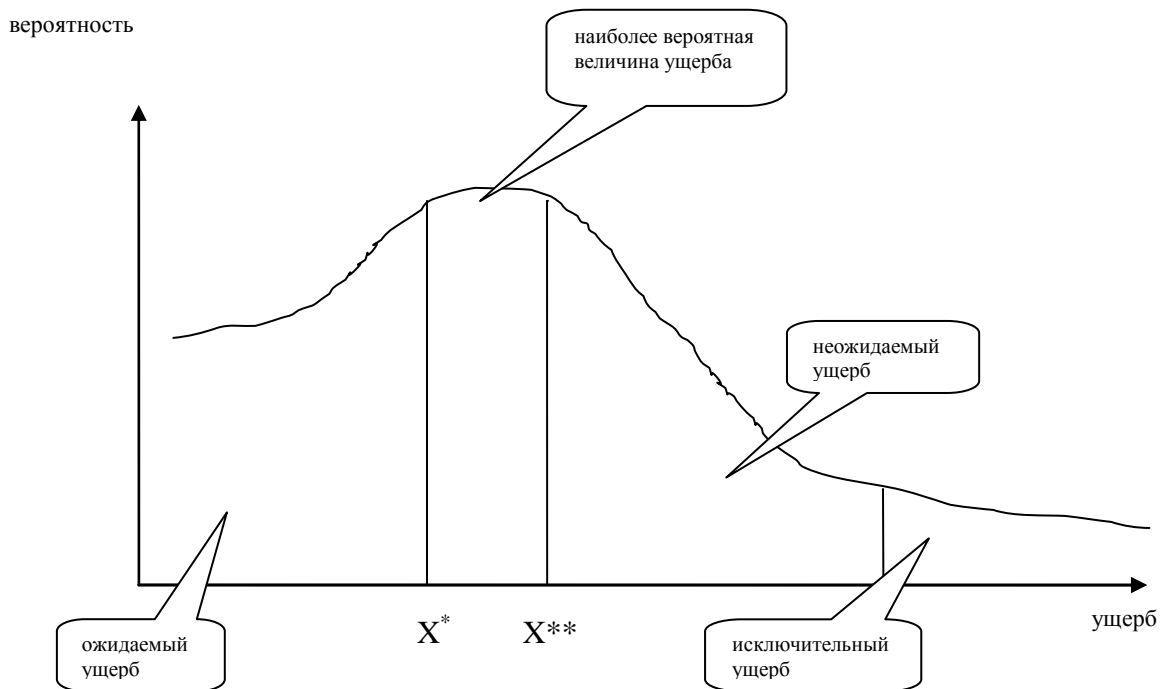 вероятность
наиболее вероятная
величина ущерба
неожидаемый
ущерб
ущерб
X* X**
ожидаемый
ущерб
исключительный
ущерб